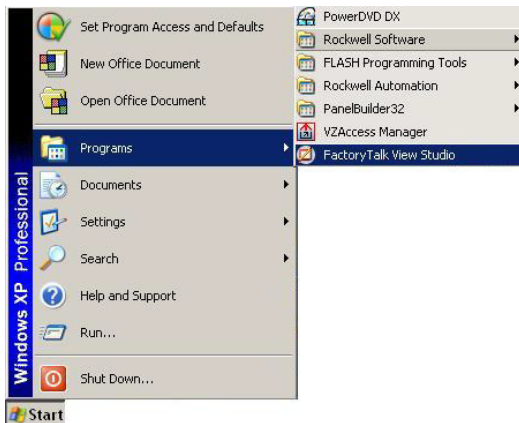 Set Program Access and Defaults
New Office Document
Open Office Document
Programs
Documents
Settings
Search
Help and Support
Run...
Shut Down...
Windows XP Professional
Start
PowerDVD DX
Rockwell Software
FLASH Programming Tools
Rockwell Automation
PanelBuilder32
VZAccess Manager
FactoryTalk View Studio